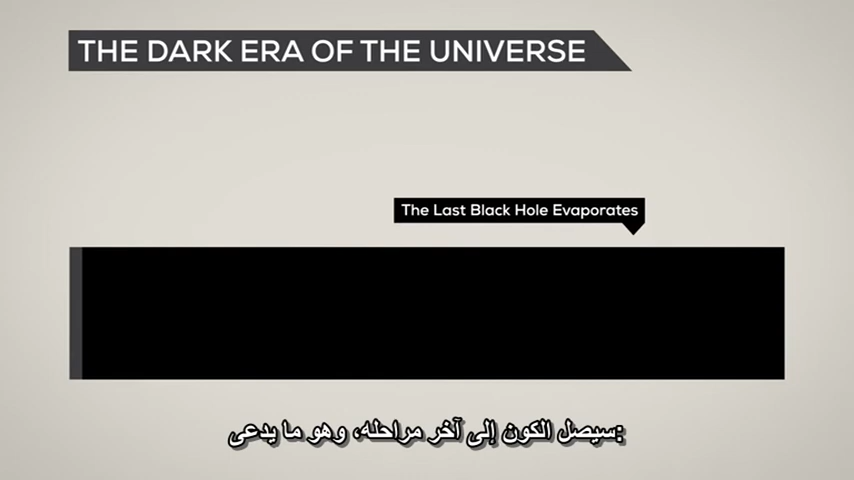 THE DARK ERA OF THE UNIVERSE
The Last Black Hole Evaporates
سيصل الكون إلى آخر مراحله، وهو ما يدعى: